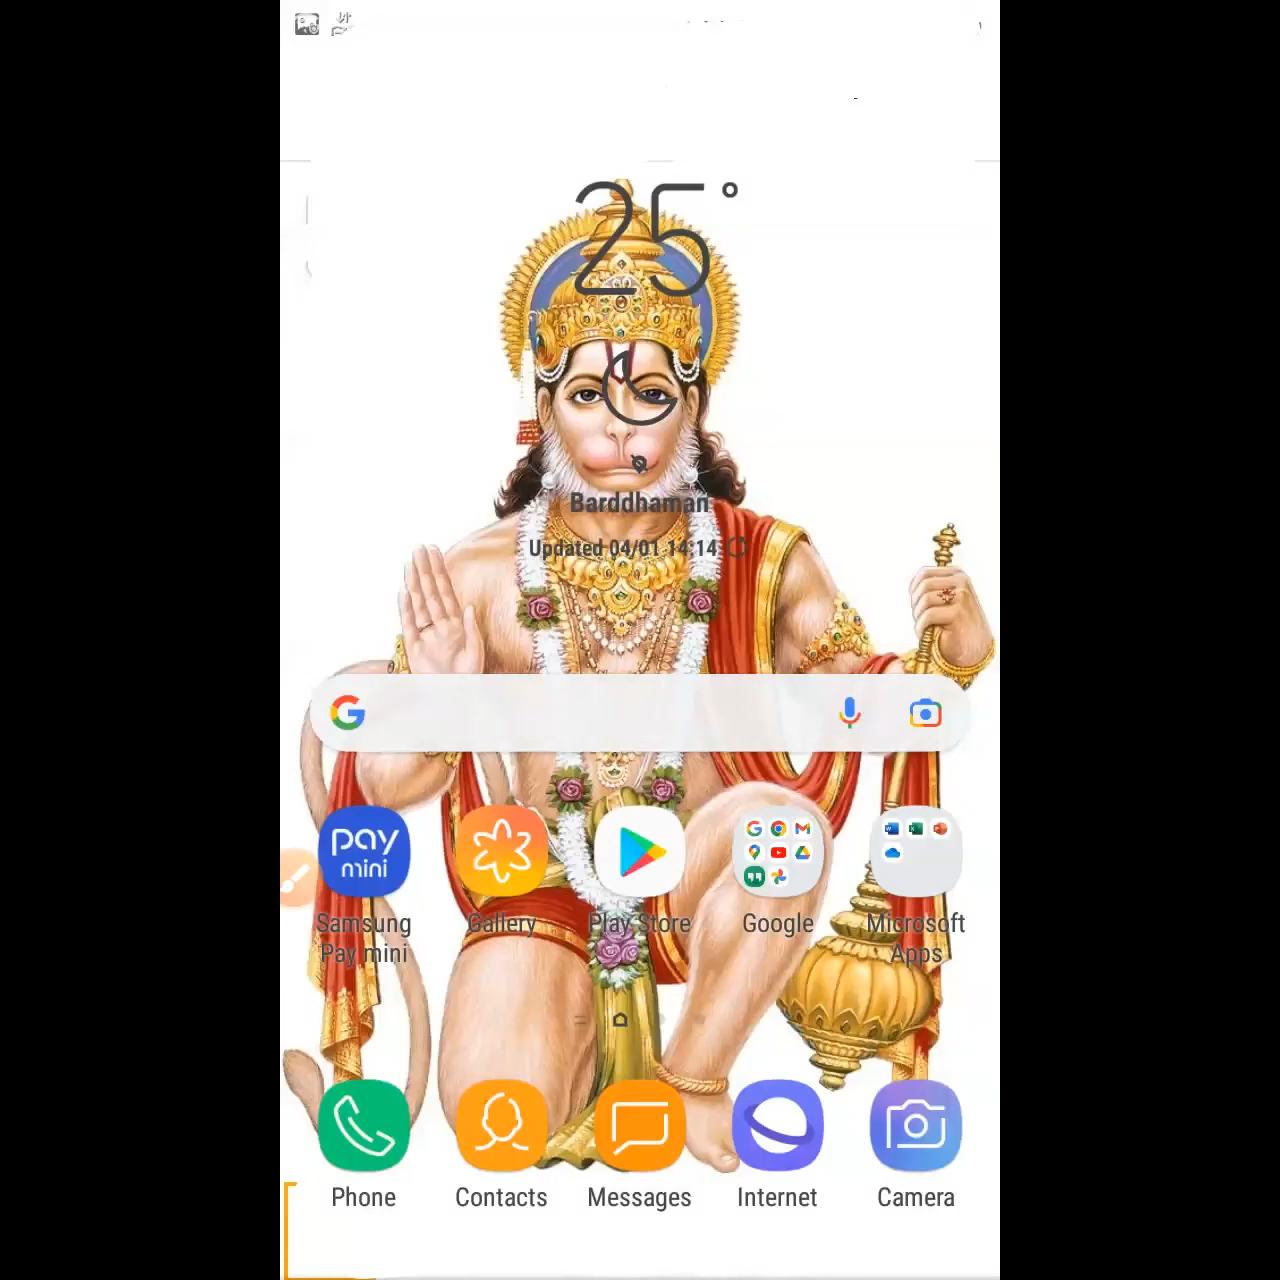 25°
Barddhaman
Updated 04/01 14:14
pay
mini
Samsung
Pay mini
Gallery
Play Store
Google
Microsoft
Apps
Phone
Contacts
Messages
Internet
Camera